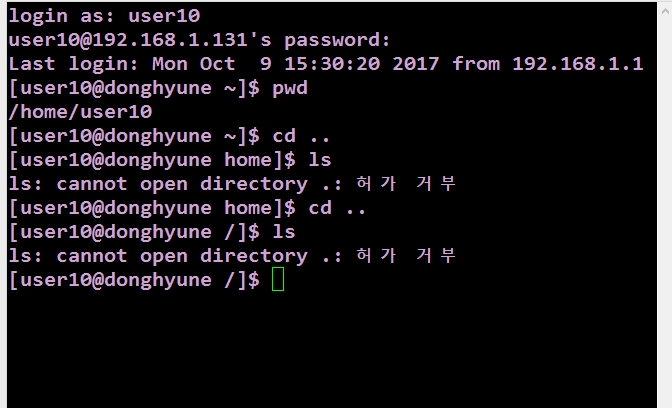 login as: user10
user10@192.168.1.131's password:
Last login: Mon Oct  9 15:30:20 2017 from 192.168.1.1
[user10@donghyune ~]$ pwd
/home/user10
[user10@donghyune ~]$ cd ..
[user10@donghyune home]$ ls
ls: cannot open directory .: 허가 거부
[user10@donghyune home]$ cd ..
[user10@donghyune /]$ ls
ls: cannot open directory .: 허가 거부
[user10@donghyune /]$